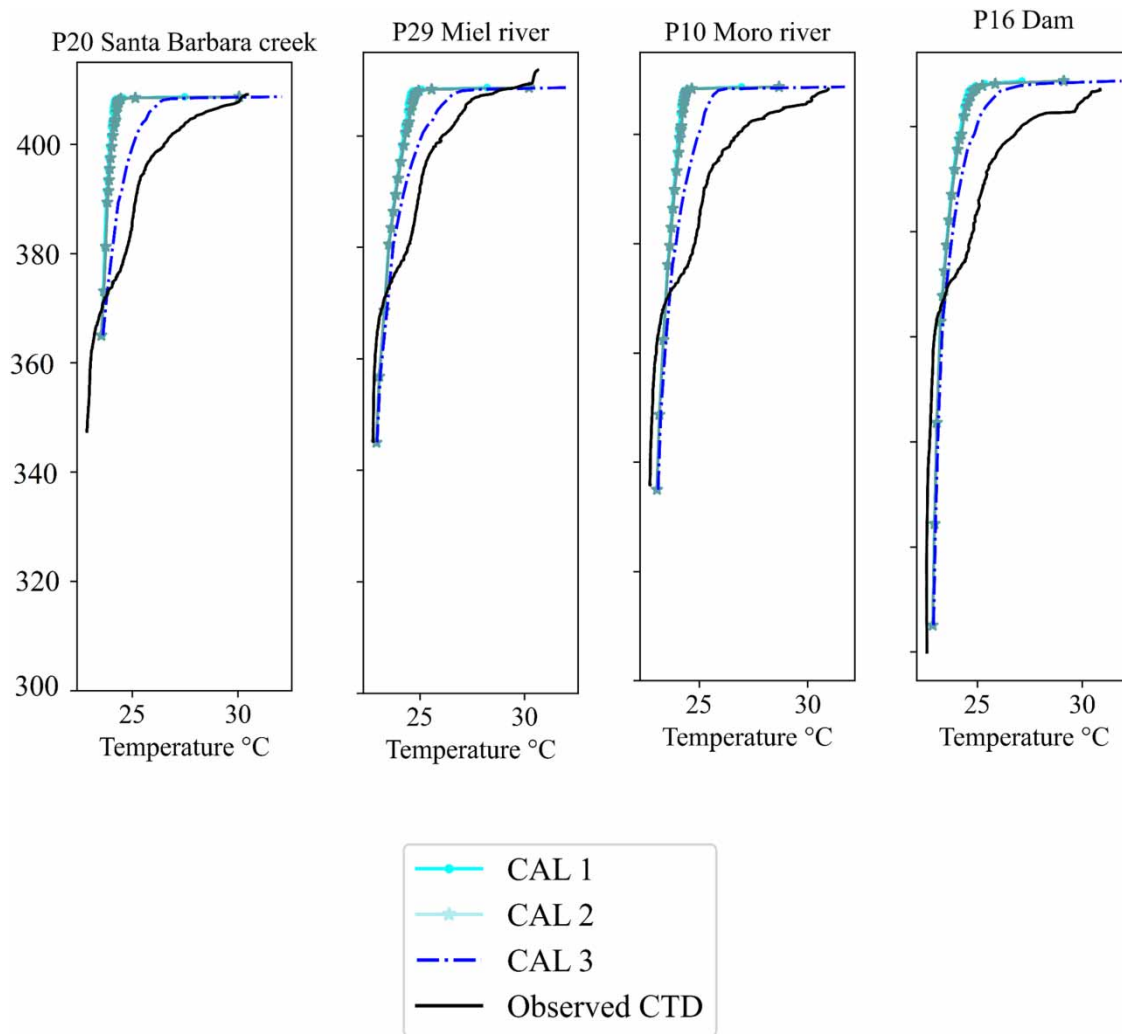 P20 Santa Barbara creek
P29 Miel river
P10 Moro river
P16 Dam
400
380
360
340
320
300
25 30
25 30
25 30
25 30
Temperature °C
Temperature °C
Temperature °C
Temperature °C
CAL 1
CAL 2
CAL 3
Observed CTD